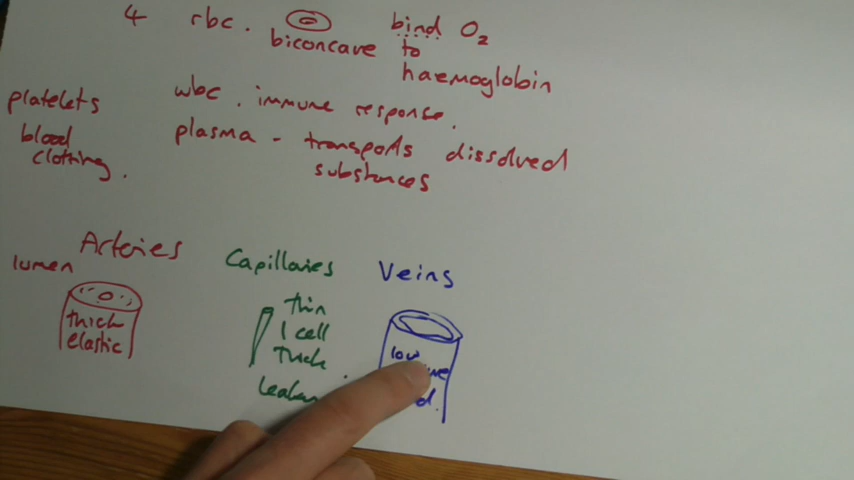 4 rbc. bind O2
biconcave to
haemoglobin
platelets
blood
clotting.
wbc. immune response.
plasma - transports dissolved
substances
Arteries
lumen
thick
elastic
Capillaries
thin
1 cell
thick
Veins
low